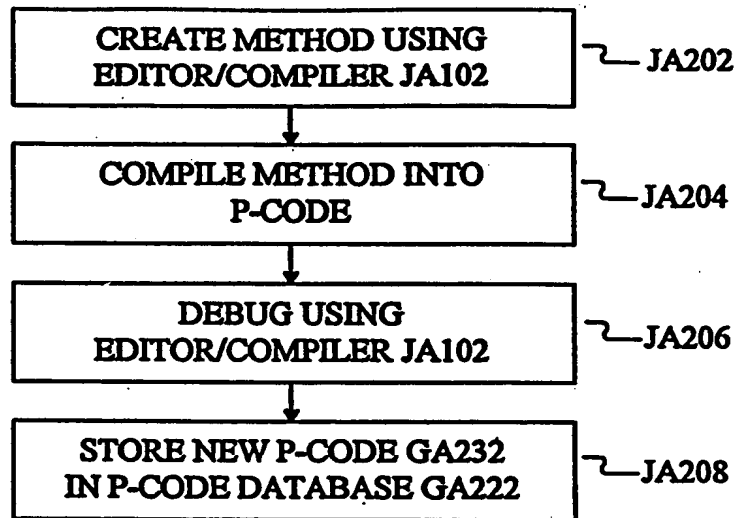 CREATE METHOD USING
EDITOR/COMPILER JA102
JA202
COMPILE METHOD INTO
P-CODE
JA204
DEBUG USING
EDITOR/COMPILER JA102
JA206
STORE NEW P-CODE GA232
IN P-CODE DATABASE GA222
JA208